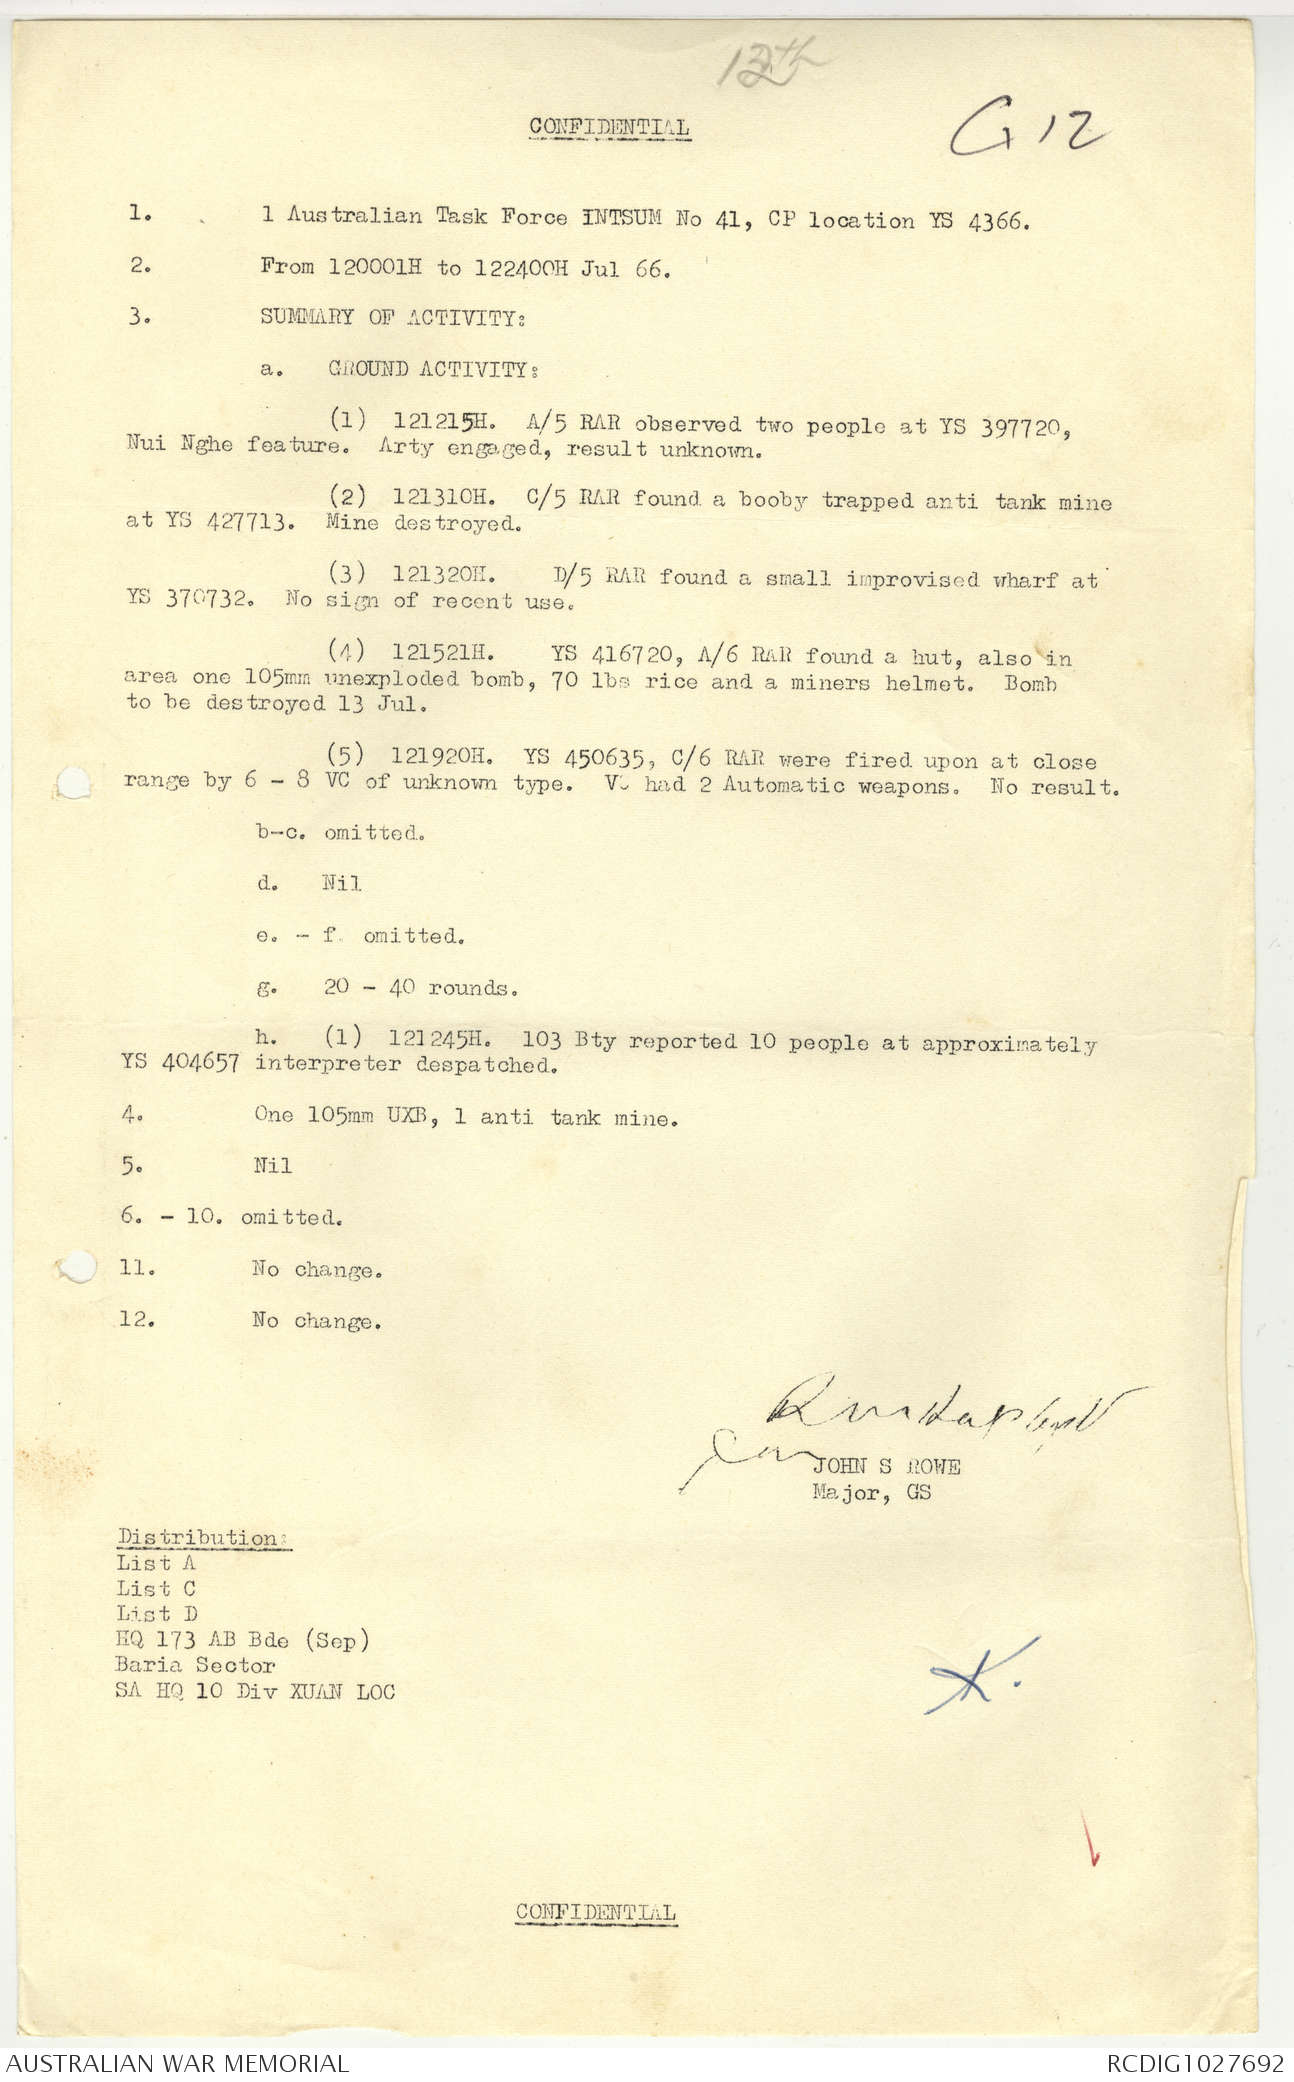 CONFIDENTIAL
G 12
1. 1 Australian Task Force INTSUM No 41, CP location YS 4366.
2. From 120001H to 122400H Jul 66.
3. SUMMARY OF ACTIVITY:
a. GROUND ACTIVITY:
(1) 121215H. A/5 RAR observed two people at YS 397720,
Nui Nghe feature. Arty engaged, result unknown.
(2) 121310H. C/5 RAR found a booby trapped anti tank mine
at YS 427713. Mine destroyed.
(3) 121320H. D/5 RAR found a small improvised wharf at
YS 370732. No sign of recent use.
(4) 121521H. YS 416720, A/6 RAR found a hut, also in
area one 105mm unexploded bomb, 70 lbs rice and a miners helmet. Bomb
to be destroyed 13 Jul.
(5) 121920H. YS 450635, C/6 RAR were fired upon at close
range by 6 - 8 VC of unknown type. VC had 2 Automatic weapons. No result.
b-c. omitted.
d. Nil
e. - f. omitted.
g. 20 - 40 rounds.
h. (1) 121245H. 103 Bty reported 10 people at approximately
YS 404657 interpreter despatched.
4. One 105mm UXB, 1 anti tank mine.
5. Nil
6. - 10. omitted.
11. No change.
12. No change.
JOHN S ROWE
Major, GS
Distribution:
List A
List C
List D
HQ 173 AB Bde (Sep)
Baria Sector
SA HQ 10 Div XUAN LOC
CONFIDENTIAL
AUSTRALIAN WAR MEMORIAL
RCDIG1027692